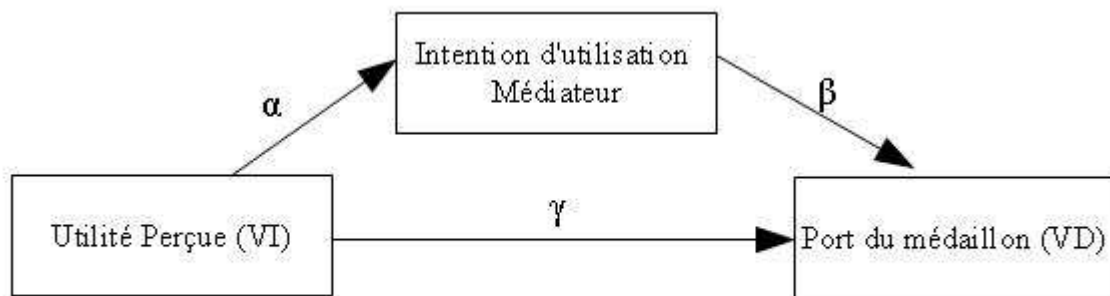 Intention d'utilisation
Médiateur
α
β
Utilité Perçue (VI)
γ
Port du médaillon (VD)